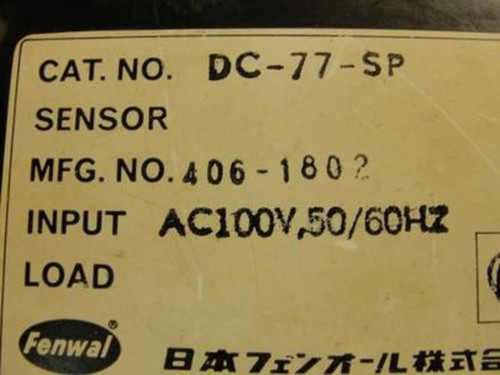 CAT. NO. DC-77-SP
SENSOR
MFG. NO. 406-1802
INPUT AC100V,50/60HZ
LOAD
Fenwal® 日本フェンオール株式会